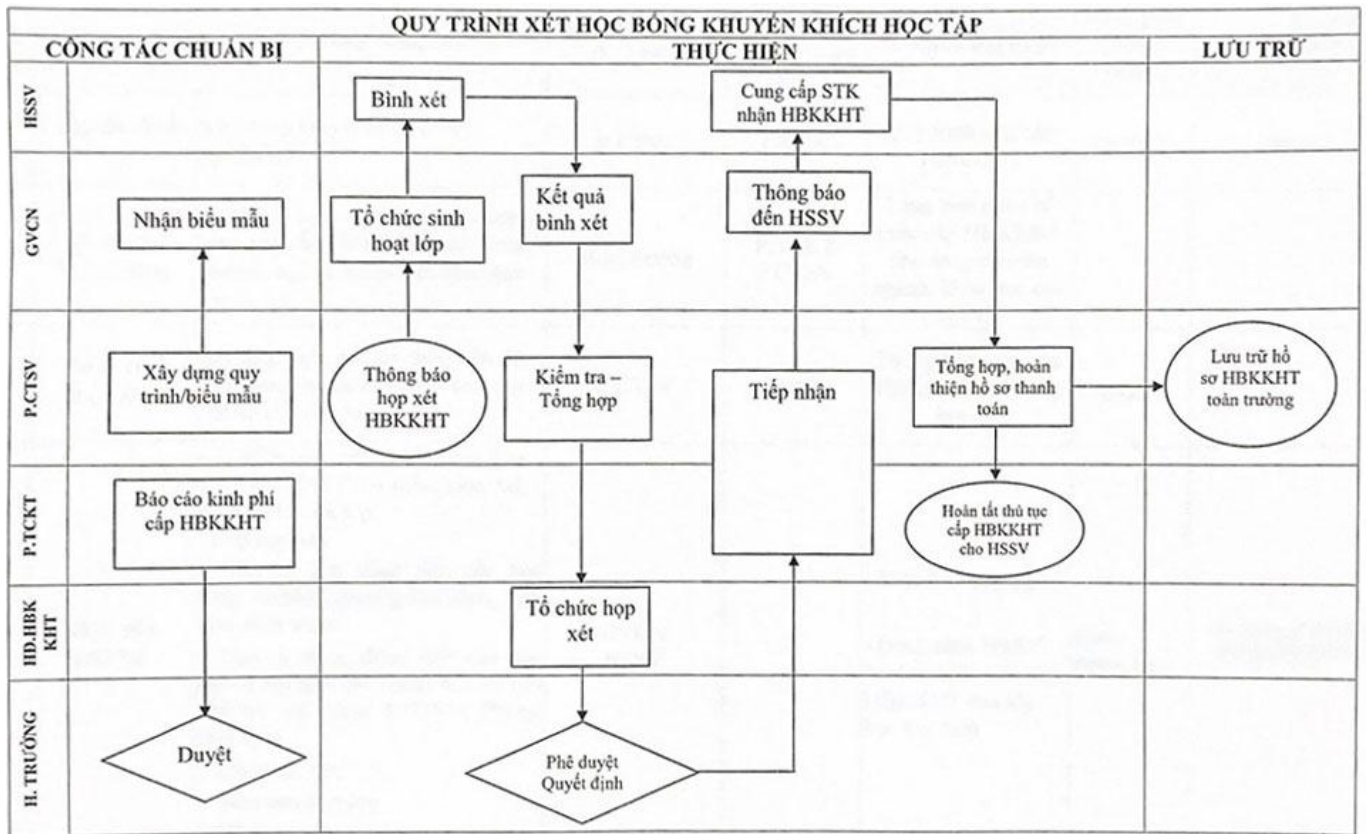 QUY TRÌNH XÉT HỌC BỔNG KHUYẾN KHÍCH HỌC TẬP
CÔNG TÁC CHUẨN BỊ
THỰC HIỆN
LƯU TRỮ
HSSV
Bình xét
Cung cấp STK
nhận HBKKHT
GVCN
Nhận biểu mẫu
Tổ chức sinh
hoạt lớp
Kết quả
bình xét
Thông báo
đến HSSV
P.CTSV
Xây dựng quy
trình/biểu mẫu
Thông báo
họp xét
HBKKHT
Kiểm tra –
Tổng hợp
Tiếp nhận
Tổng hợp, hoàn
thiện hồ sơ thanh
toán
Lưu trữ hồ
sơ HBKKHT
toàn trường
P.TCKT
Báo cáo kinh phí
cấp HBKKHT
Hoàn tất thủ tục
cấp HBKKHT
cho HSSV
HĐ.HBK
KHT
Tổ chức họp
xét
H. TRƯỞNG
Duyệt
Phê duyệt
Quyết định